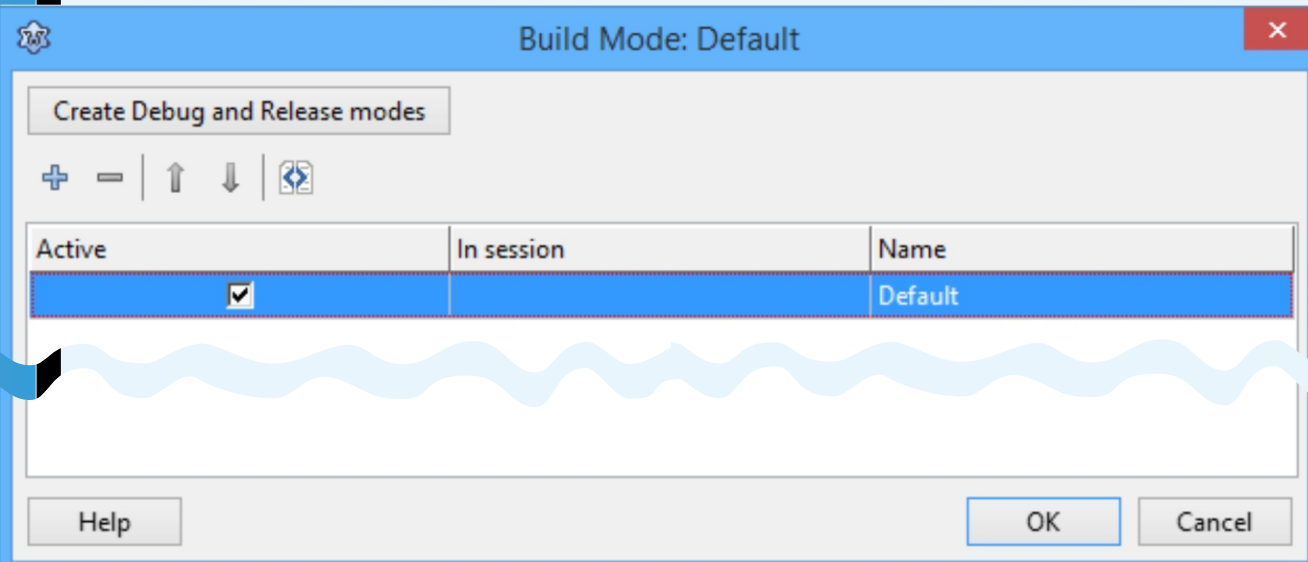 Build Mode: Default
Create Debug and Release modes
Active In session Name
Default
Help OK Cancel